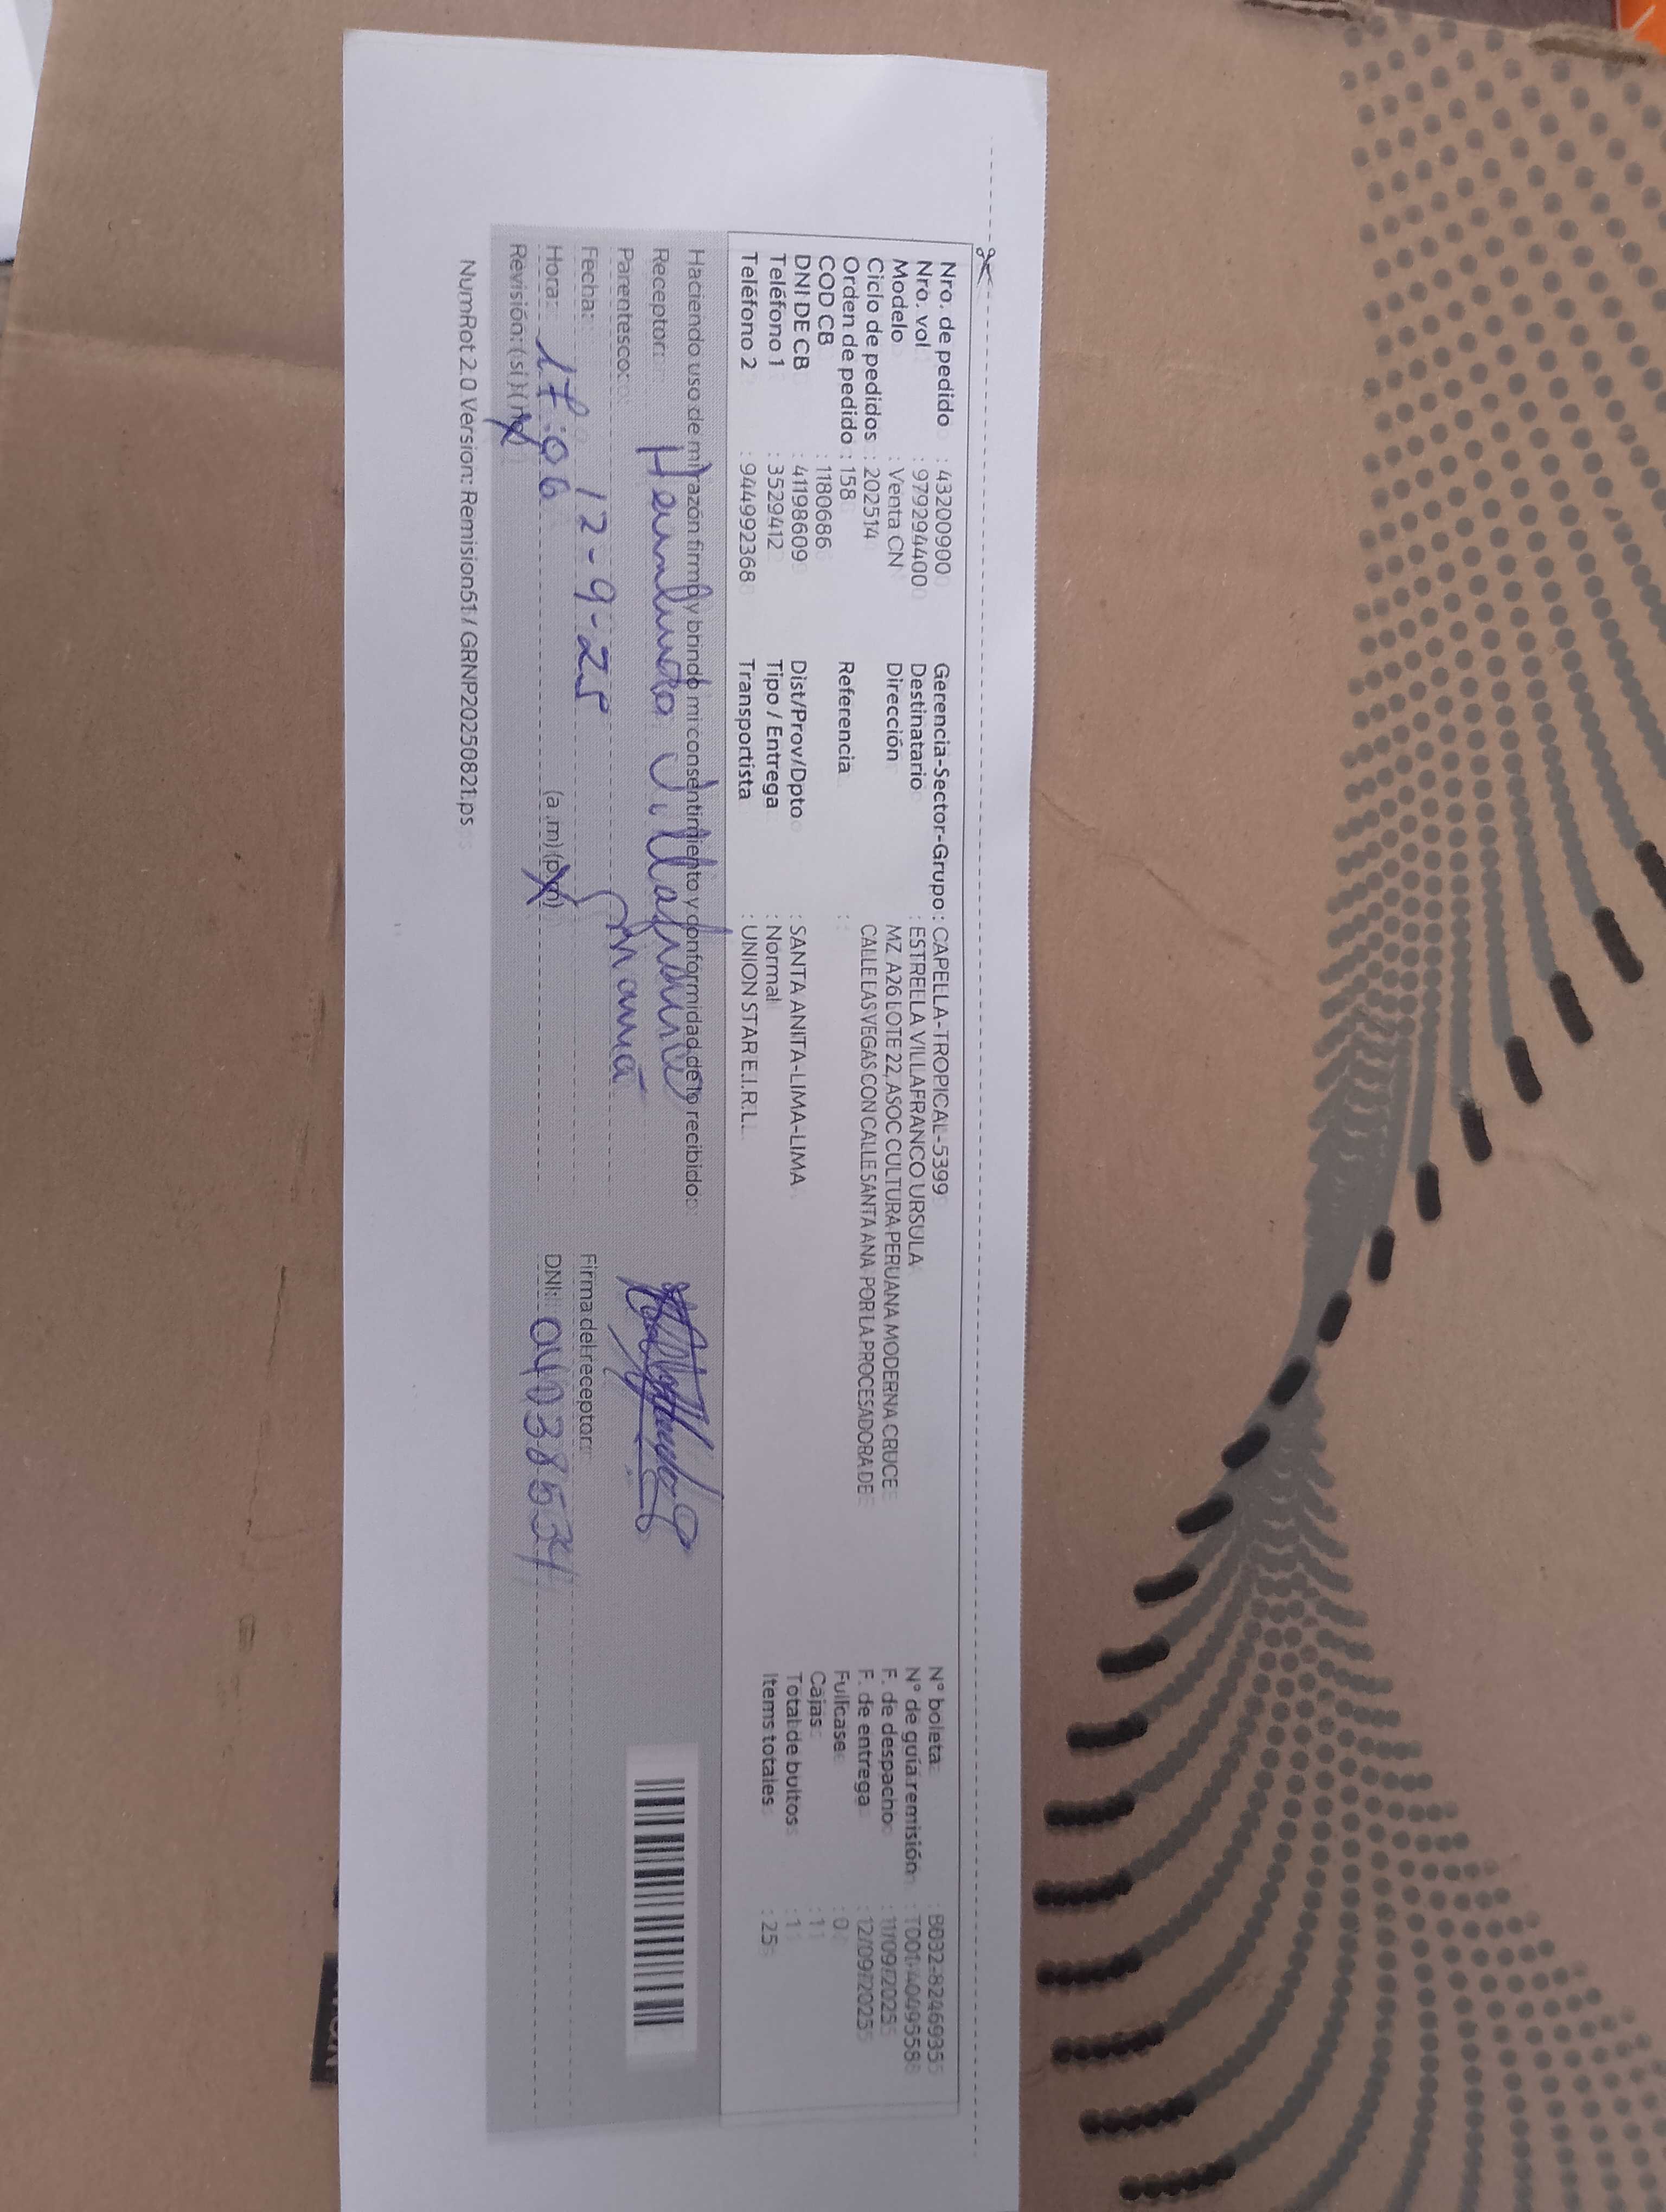 Nro. de pedido : 43200900
Nro. vol : 979294400
Modelo : Venta CN
Ciclo de pedidos : 202514
Orden de pedido : 158
COD CB : 1180686
DNI DE CB : 41198609
Teléfono 1 : 3529412
Teléfono 2 : 944992368
Gerencia-Sector-Grupo : CAPELLA-TROPICAL-5399
Destinatario : ESTRELLA VILLAFRANCO URSULA
Dirección MZ A26 LOTE 22, ASOC CULTURA PERUANA MODERNA CRUCE
CALLE LAS VEGAS CON CALLE SANTA ANA POR LA PROCESADORA DE
Referencia :
Dist/Prov/Dpto : SANTA ANITA-LIMA-LIMA
Tipo / Entrega : Normal
Transportista : UNION STAR E.I.R.L.
N° boleta : B032-82469355
N° de guía remisión : T001-40495588
F. de despacho : 11/09/2025
F. de entrega : 12/09/2025
Fullcase : 0
Cajas : 1
Total de bultos : 1
Items totales : 25
Haciendo uso de mi razón firmo y brindo mi consentimiento y conformidad de lo recibido:
Receptor:
Parentesco: mamá
Fecha: 12-9-25
Hora: 17:06 (a.m) (p.m)
Revisión: (sí) (no)
Firma del receptor:
DNI: 04038534
NumRot 2.0 Version: Remision51 / GRNP20250821.ps